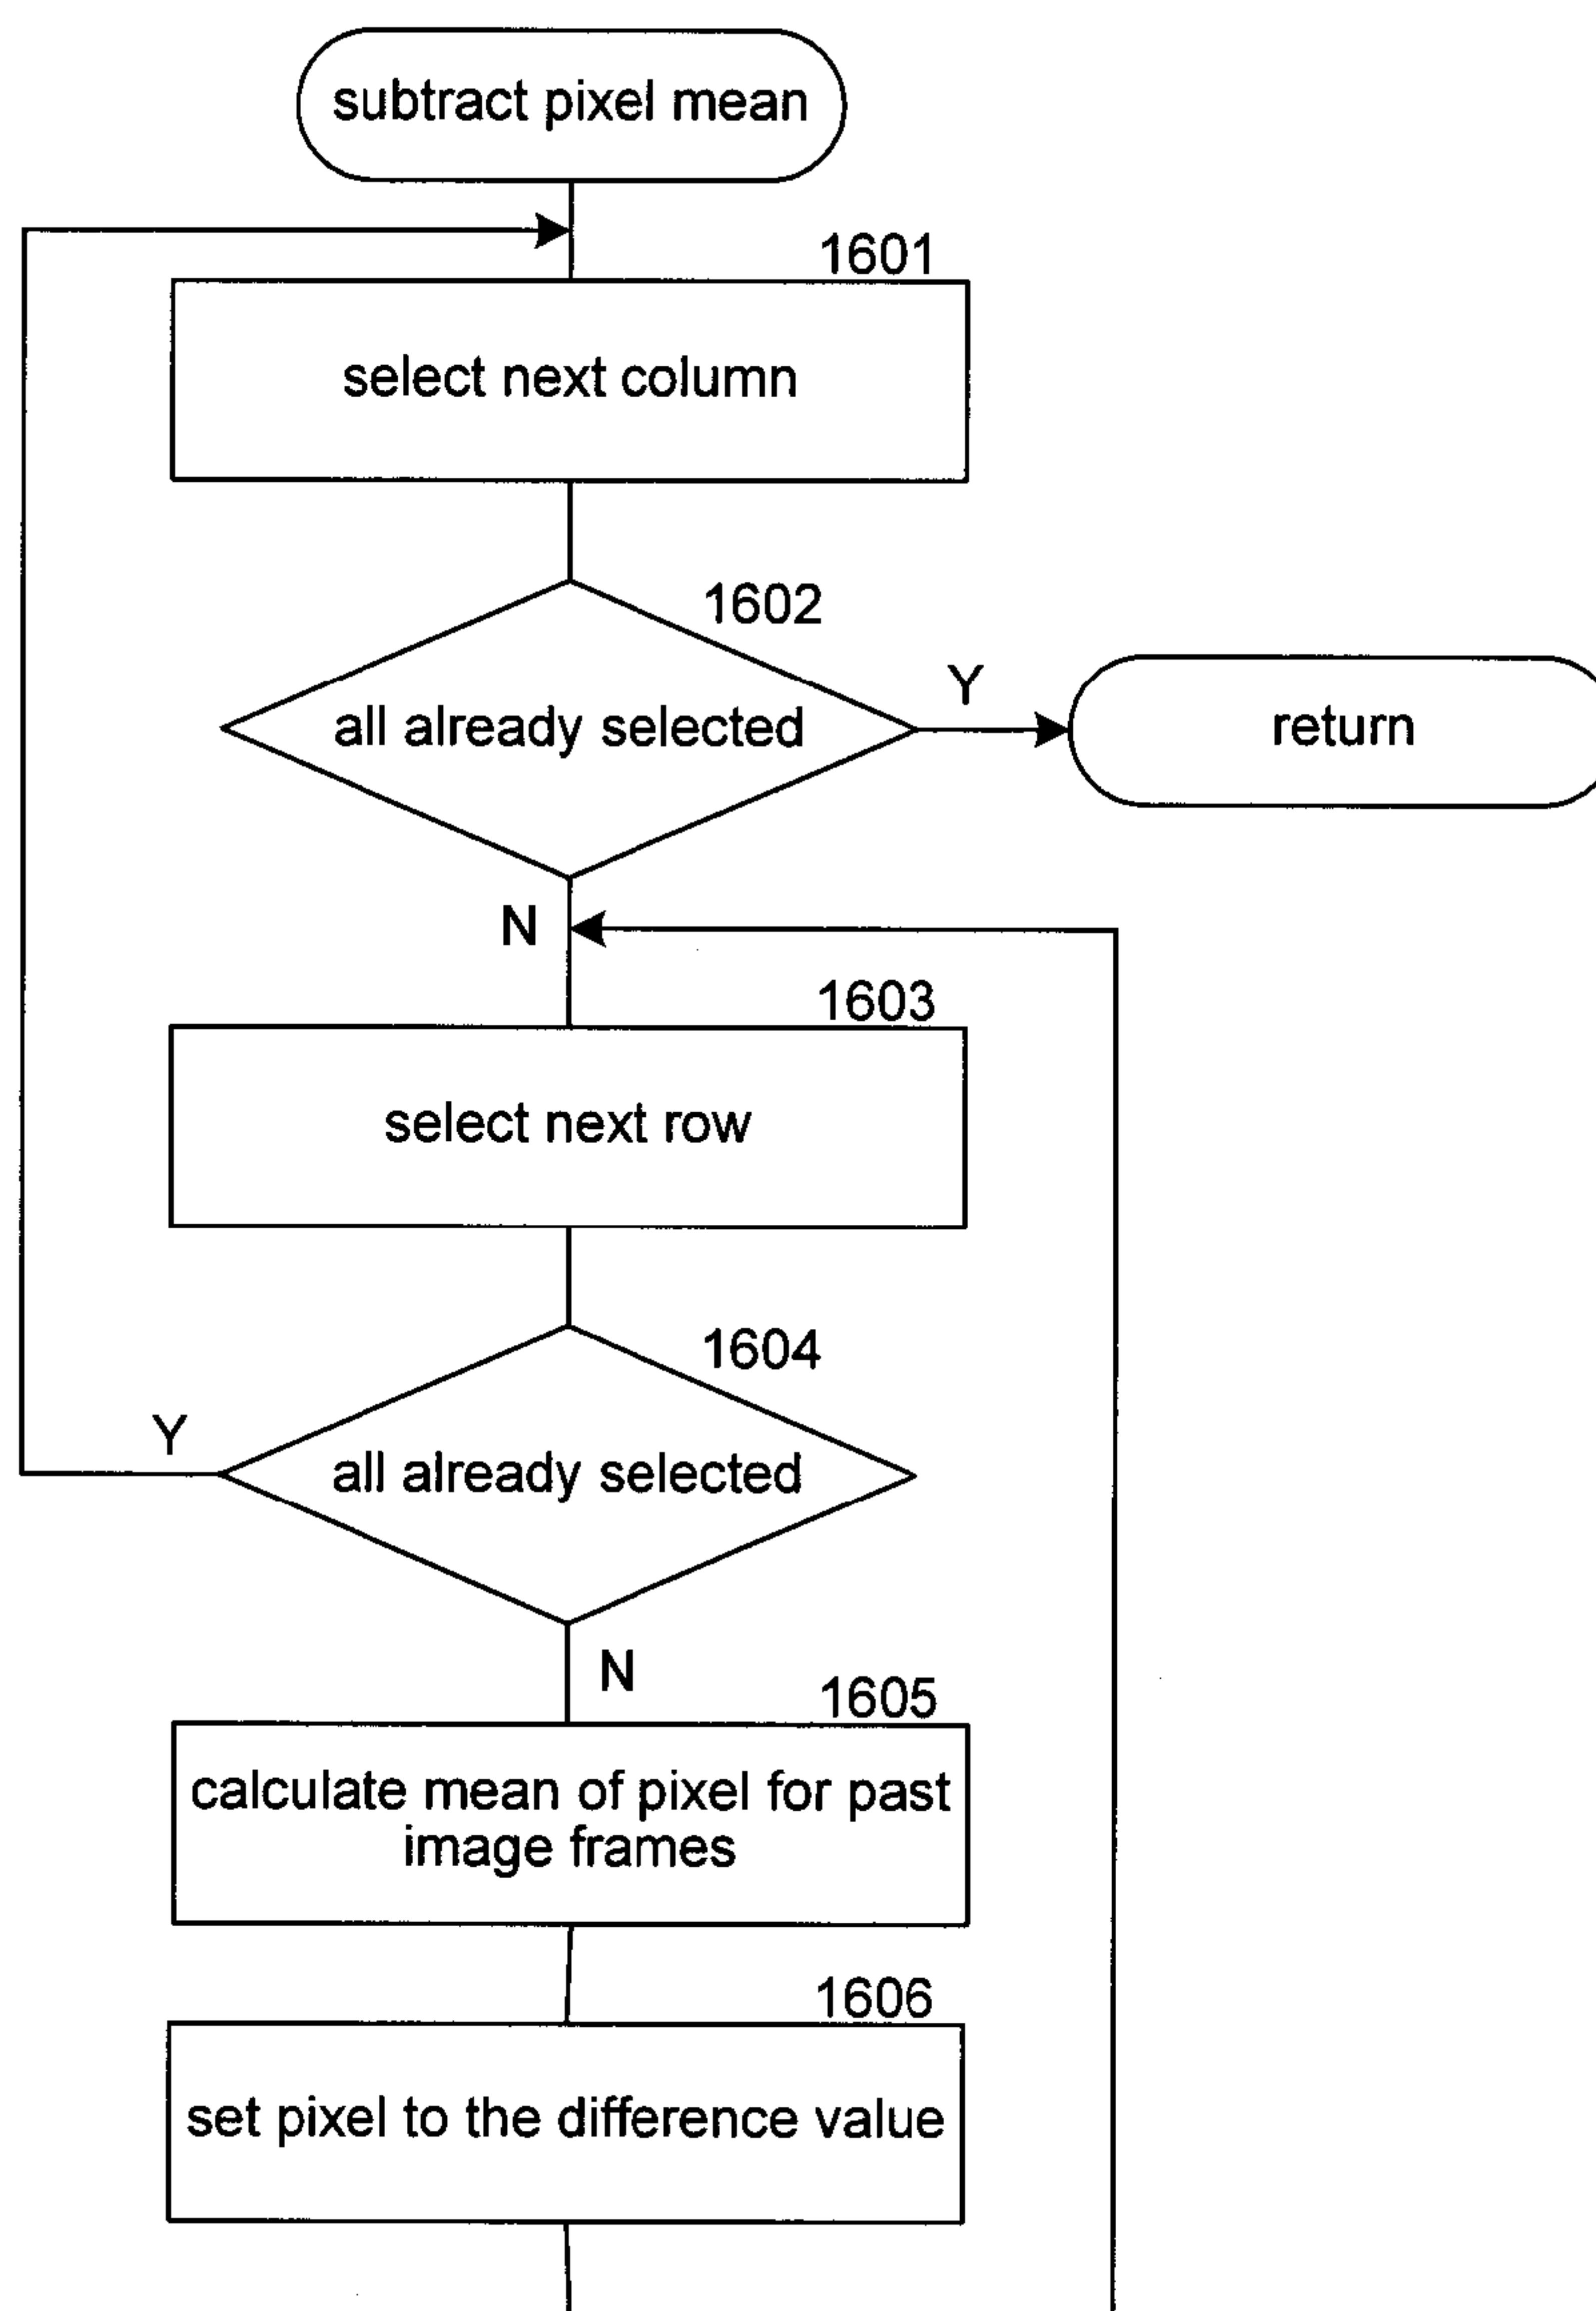 subtract pixel mean
1601
select next column
1602
all already selected
Y
return
N
1603
select next row
1604
all already selected
Y
N
1605
calculate mean of pixel for past
image frames
1606
set pixel to the difference value